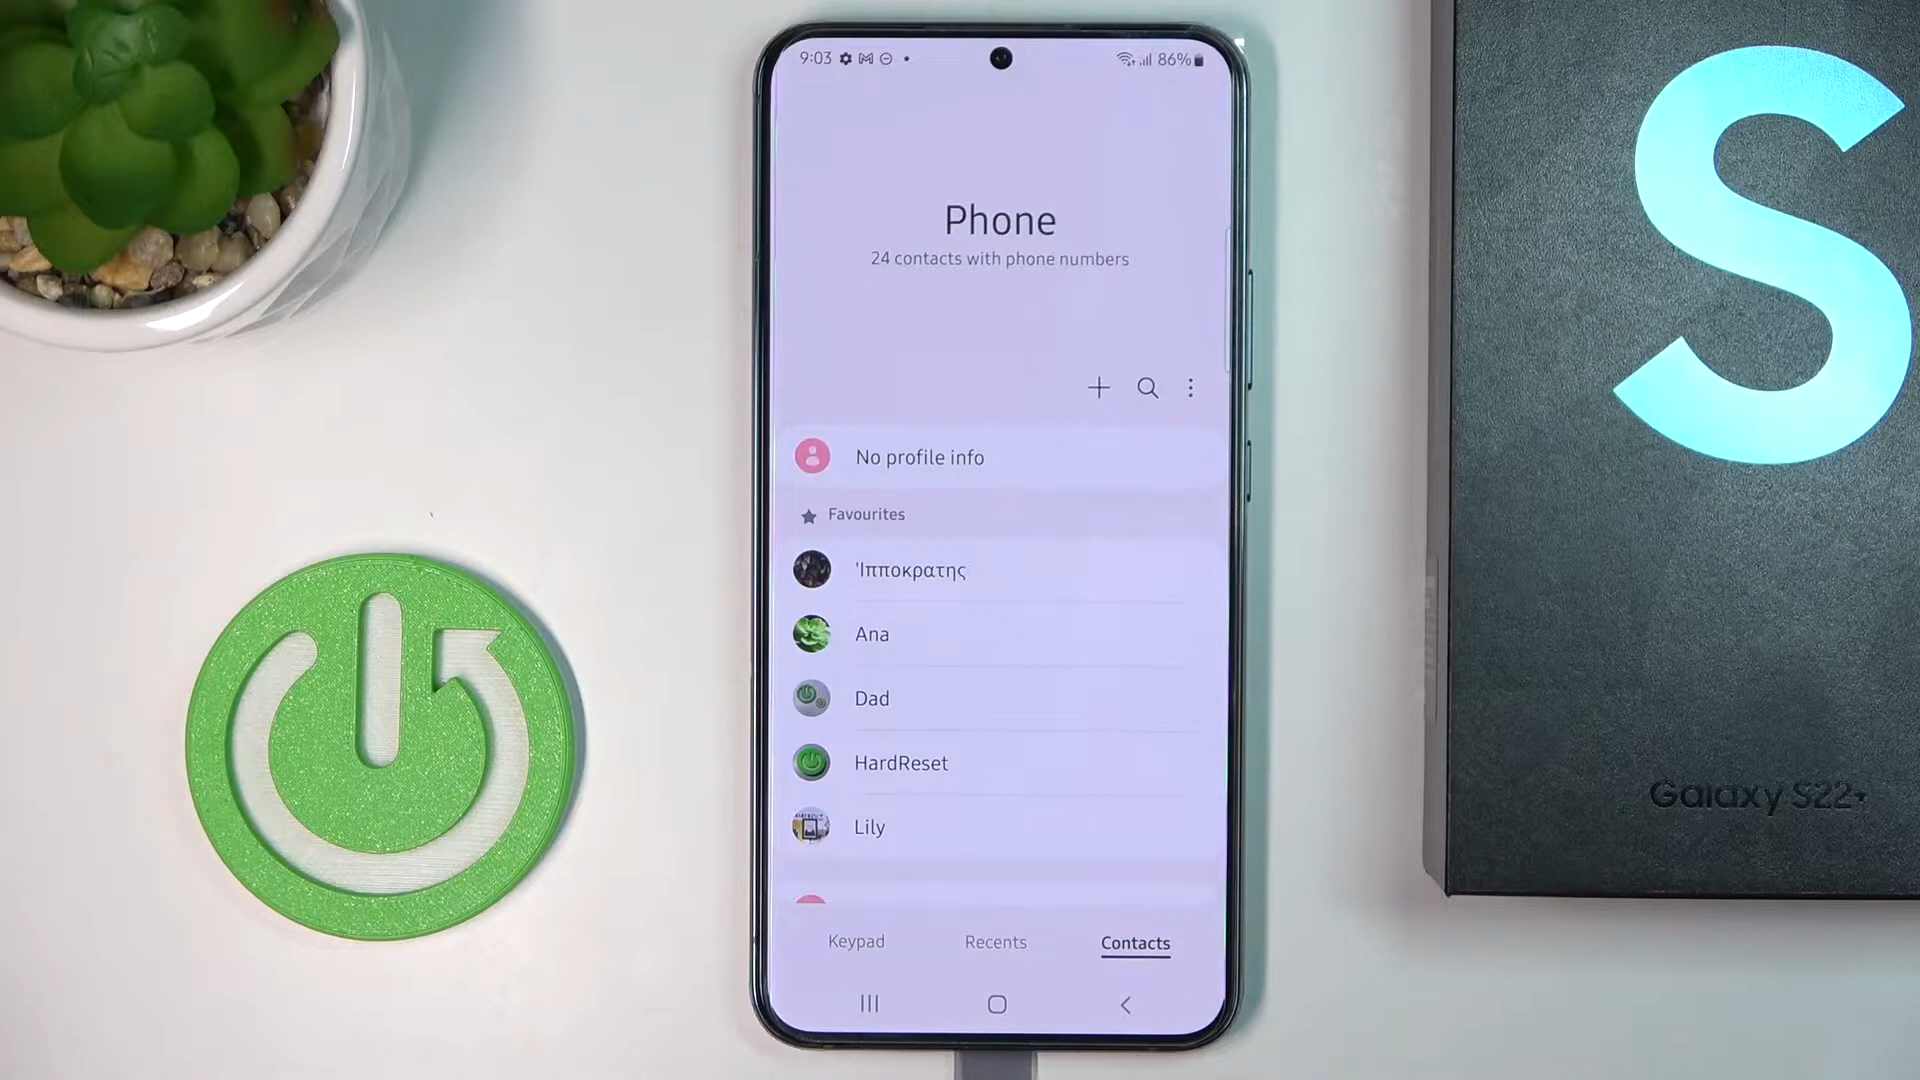 9:03
86%
Phone
24 contacts with phone numbers
No profile info
Favourites
'Ιπποκρατης
Ana
Dad
HardReset
Lily
Keypad
Recents
Contacts
S
Galaxy S22+